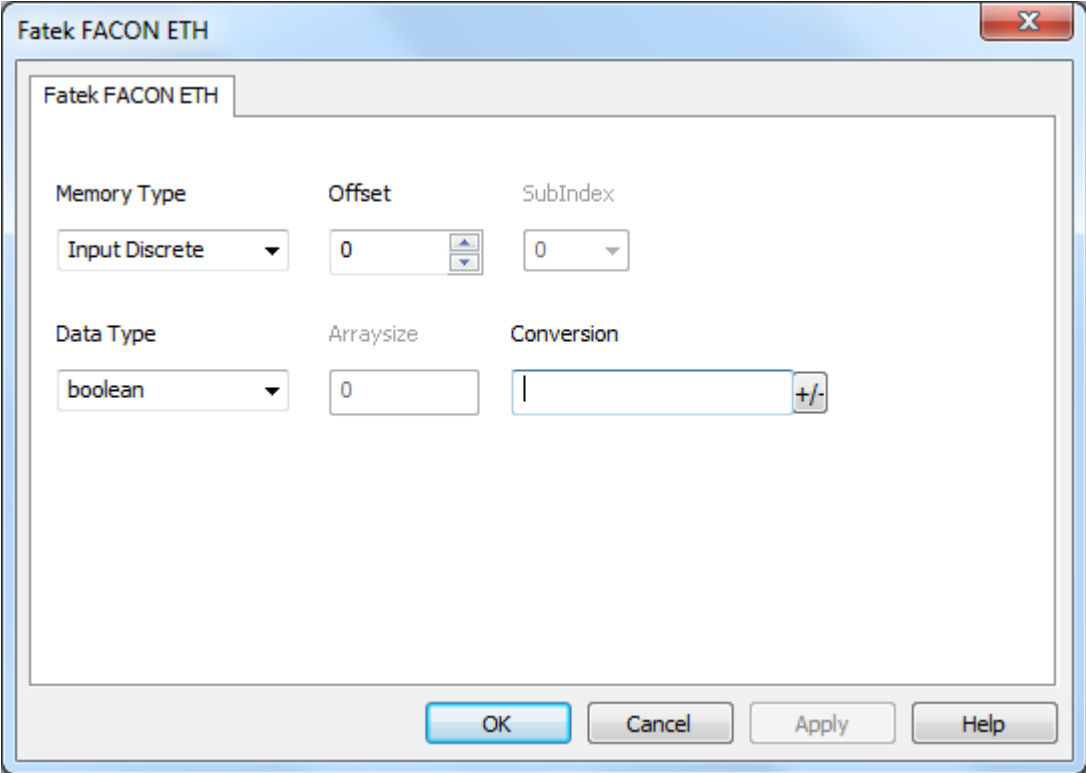 Fatek FACON ETH
Fatek FACON ETH
Memory Type Offset SubIndex
Input Discrete 0 0
Data Type Arraysize Conversion
boolean 0 +/-
OK Cancel Apply Help